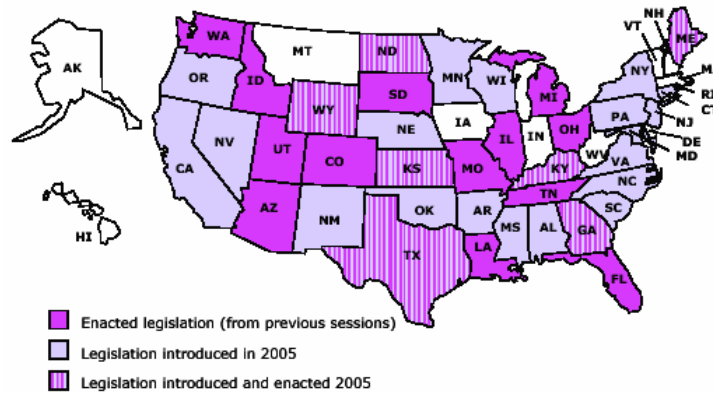 NH
VT
ME
WA
MT
ND
MN
OR
ID
WI
NY
AK
SD
MI
RI
WY
CT
IA
PA
NJ
NE
NV
IL
IN
OH
DE
UT
CO
MD
CA
KS
MO
WV
VA
KY
NC
TN
AZ
NM
OK
AR
SC
HI
MS
AL
GA
TX
LA
FL
Enacted legislation (from previous sessions)
Legislation introduced in 2005
Legislation introduced and enacted 2005